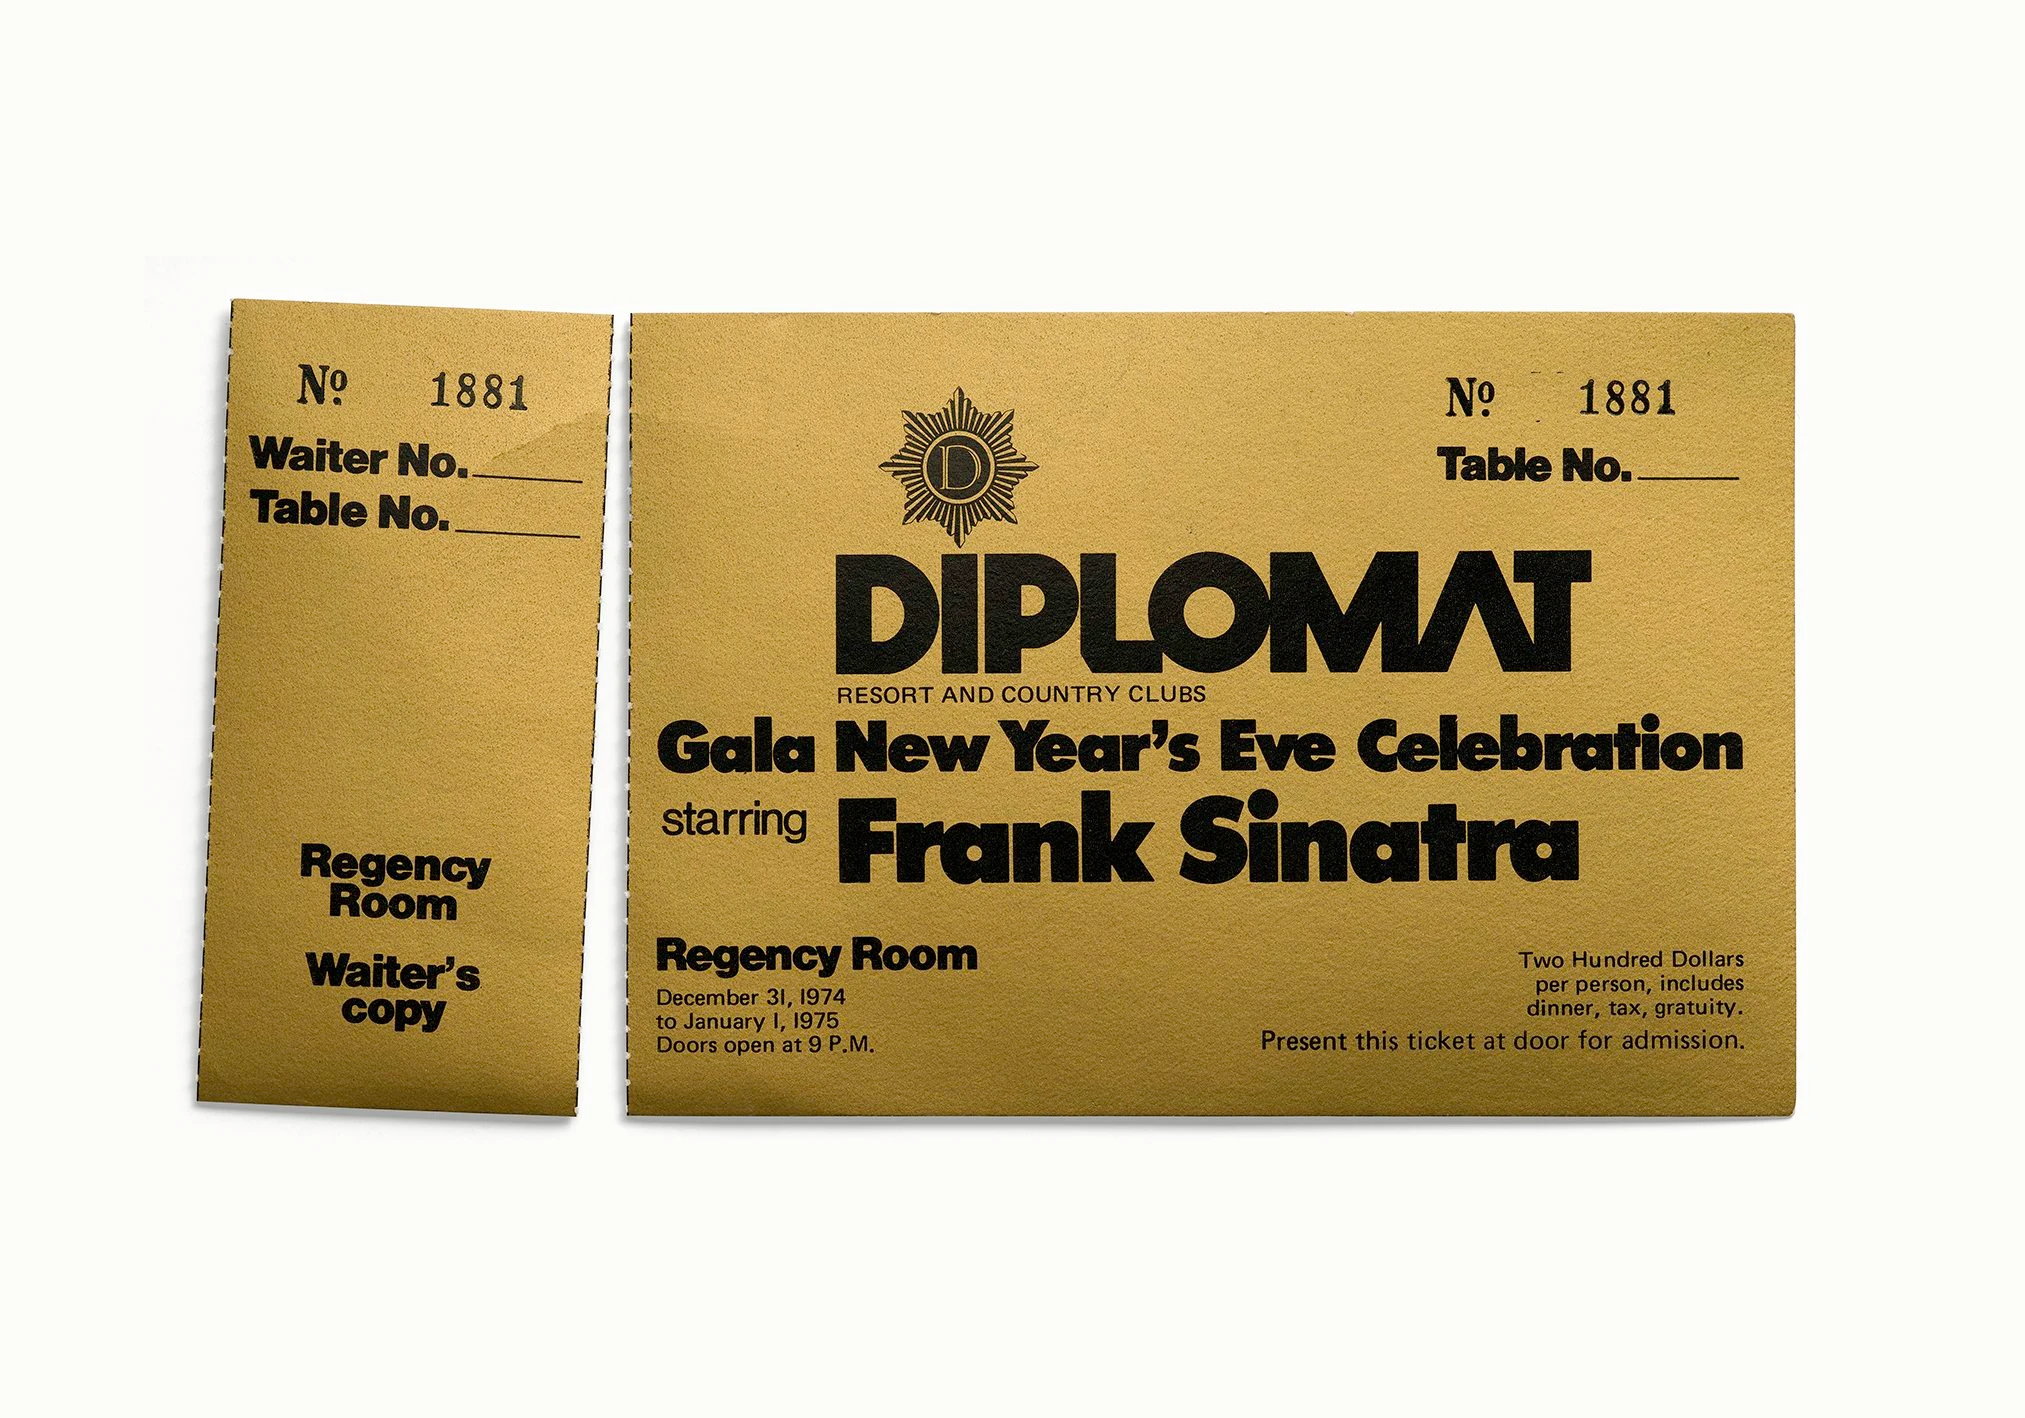 Nº 1881
Waiter No.______
Table No.______
Regency
Room
Waiter's
copy
Nº 1881
Table No.______
D
DIPLOMAT
RESORT AND COUNTRY CLUBS
Gala New Year's Eve Celebration
starring Frank Sinatra
Regency Room
December 31, 1974
to January 1, 1975
Doors open at 9 P.M.
Two Hundred Dollars
per person, includes
dinner, tax, gratuity.
Present this ticket at door for admission.